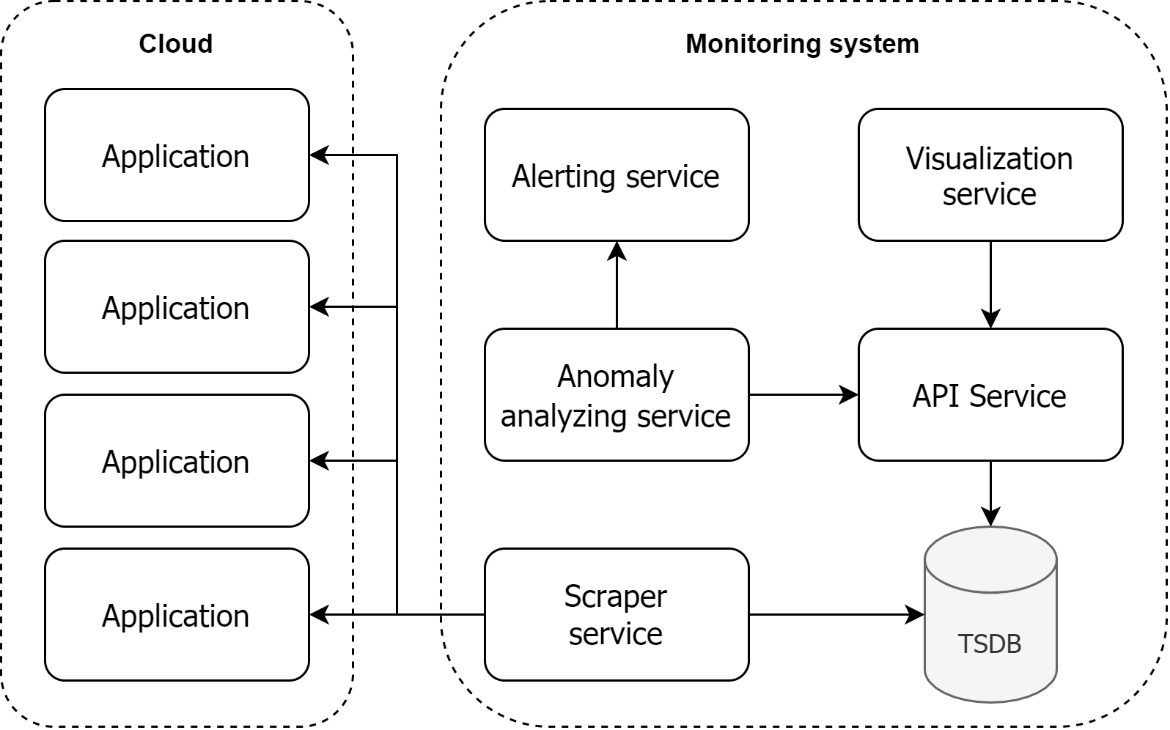 Cloud
Application
Application
Application
Application
Monitoring system
Alerting service
Visualization
service
Anomaly
analyzing service
API Service
Scraper
service
TSDB